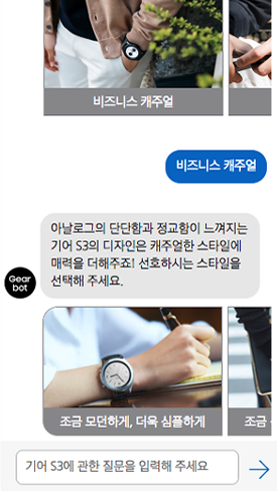 비즈니스 캐주얼
비즈니스 캐주얼
아날로그의 단단함과 정교함이 느껴지는
기어 S3의 디자인은 캐주얼한 스타일에
매력을 더해주죠! 선호하시는 스타일을
선택해 주세요.
Gear
bot
조금 모던하게, 더욱 심플하게
조금
기어 S3에 관한 질문을 입력해 주세요